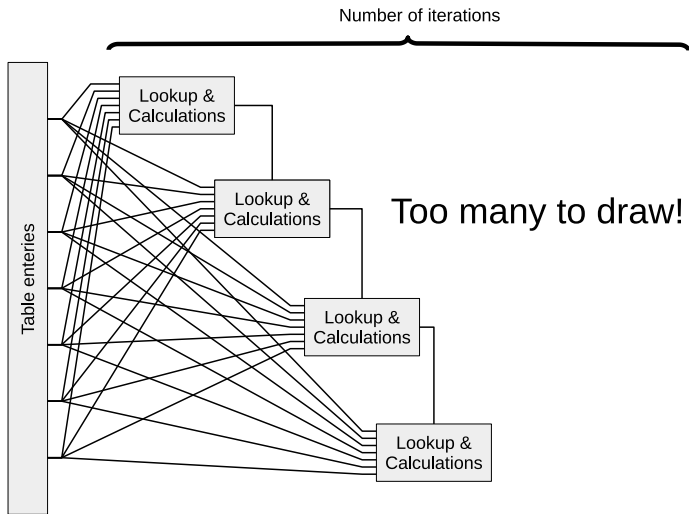 Number of iterations
Table enteries
Lookup &
Calculations
Lookup &
Calculations
Too many to draw!
Lookup &
Calculations
Lookup &
Calculations